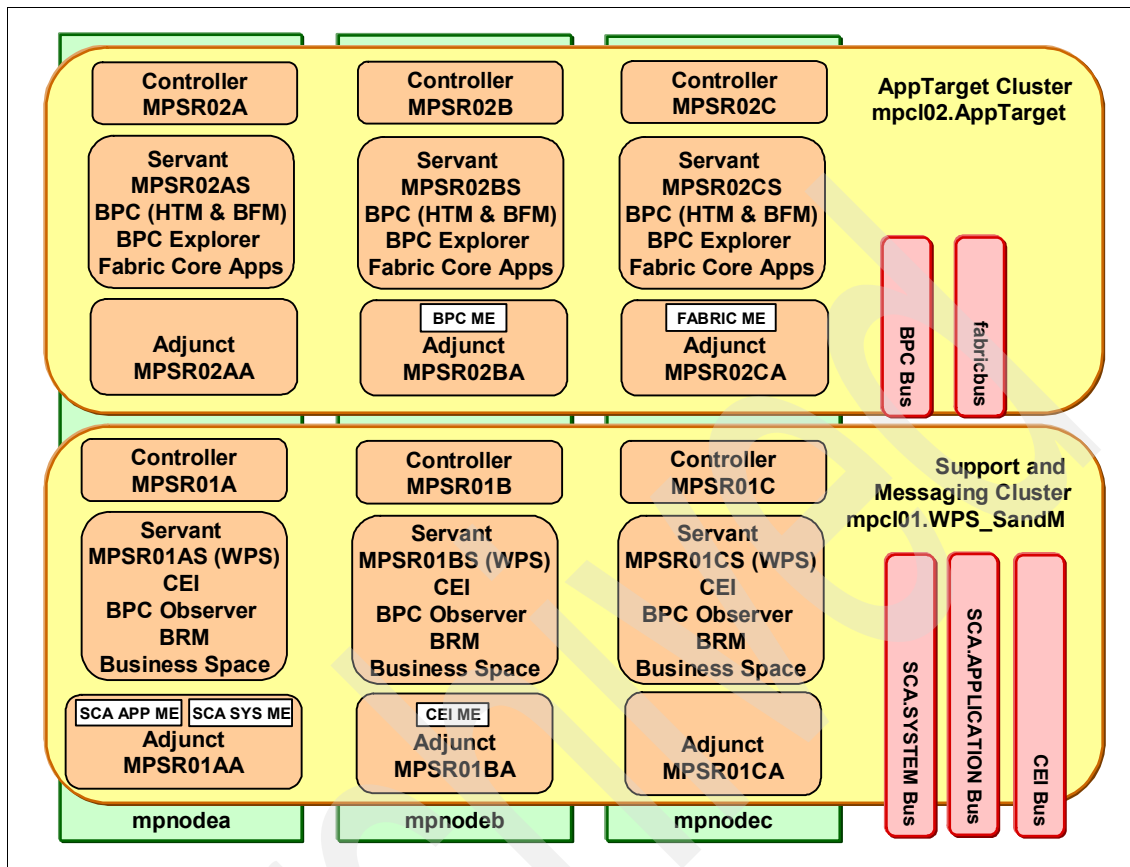 Controller
MPSR02A
Controller
MPSR02B
Controller
MPSR02C
AppTarget Cluster
mpcl02.AppTarget
Servant
MPSR02AS
BPC (HTM & BFM)
BPC Explorer
Fabric Core Apps
Servant
MPSR02BS
BPC (HTM & BFM)
BPC Explorer
Fabric Core Apps
Servant
MPSR02CS
BPC (HTM & BFM)
BPC Explorer
Fabric Core Apps
Adjunct
MPSR02AA
BPC ME
Adjunct
MPSR02BA
FABRIC ME
Adjunct
MPSR02CA
BPC Bus
fabricbus
Controller
MPSR01A
Controller
MPSR01B
Controller
MPSR01C
Support and
Messaging Cluster
mpcl01.WPS_SandM
Servant
MPSR01AS (WPS)
CEI
BPC Observer
BRM
Business Space
Servant
MPSR01BS (WPS)
CEI
BPC Observer
BRM
Business Space
Servant
MPSR01CS (WPS)
CEI
BPC Observer
BRM
Business Space
SCA APP ME
SCA SYS ME
Adjunct
MPSR01AA
CEI ME
Adjunct
MPSR01BA
Adjunct
MPSR01CA
SCA.SYSTEM Bus
SCA.APPLICATION Bus
CEI Bus
mpnodea
mpnodeb
mpnodec